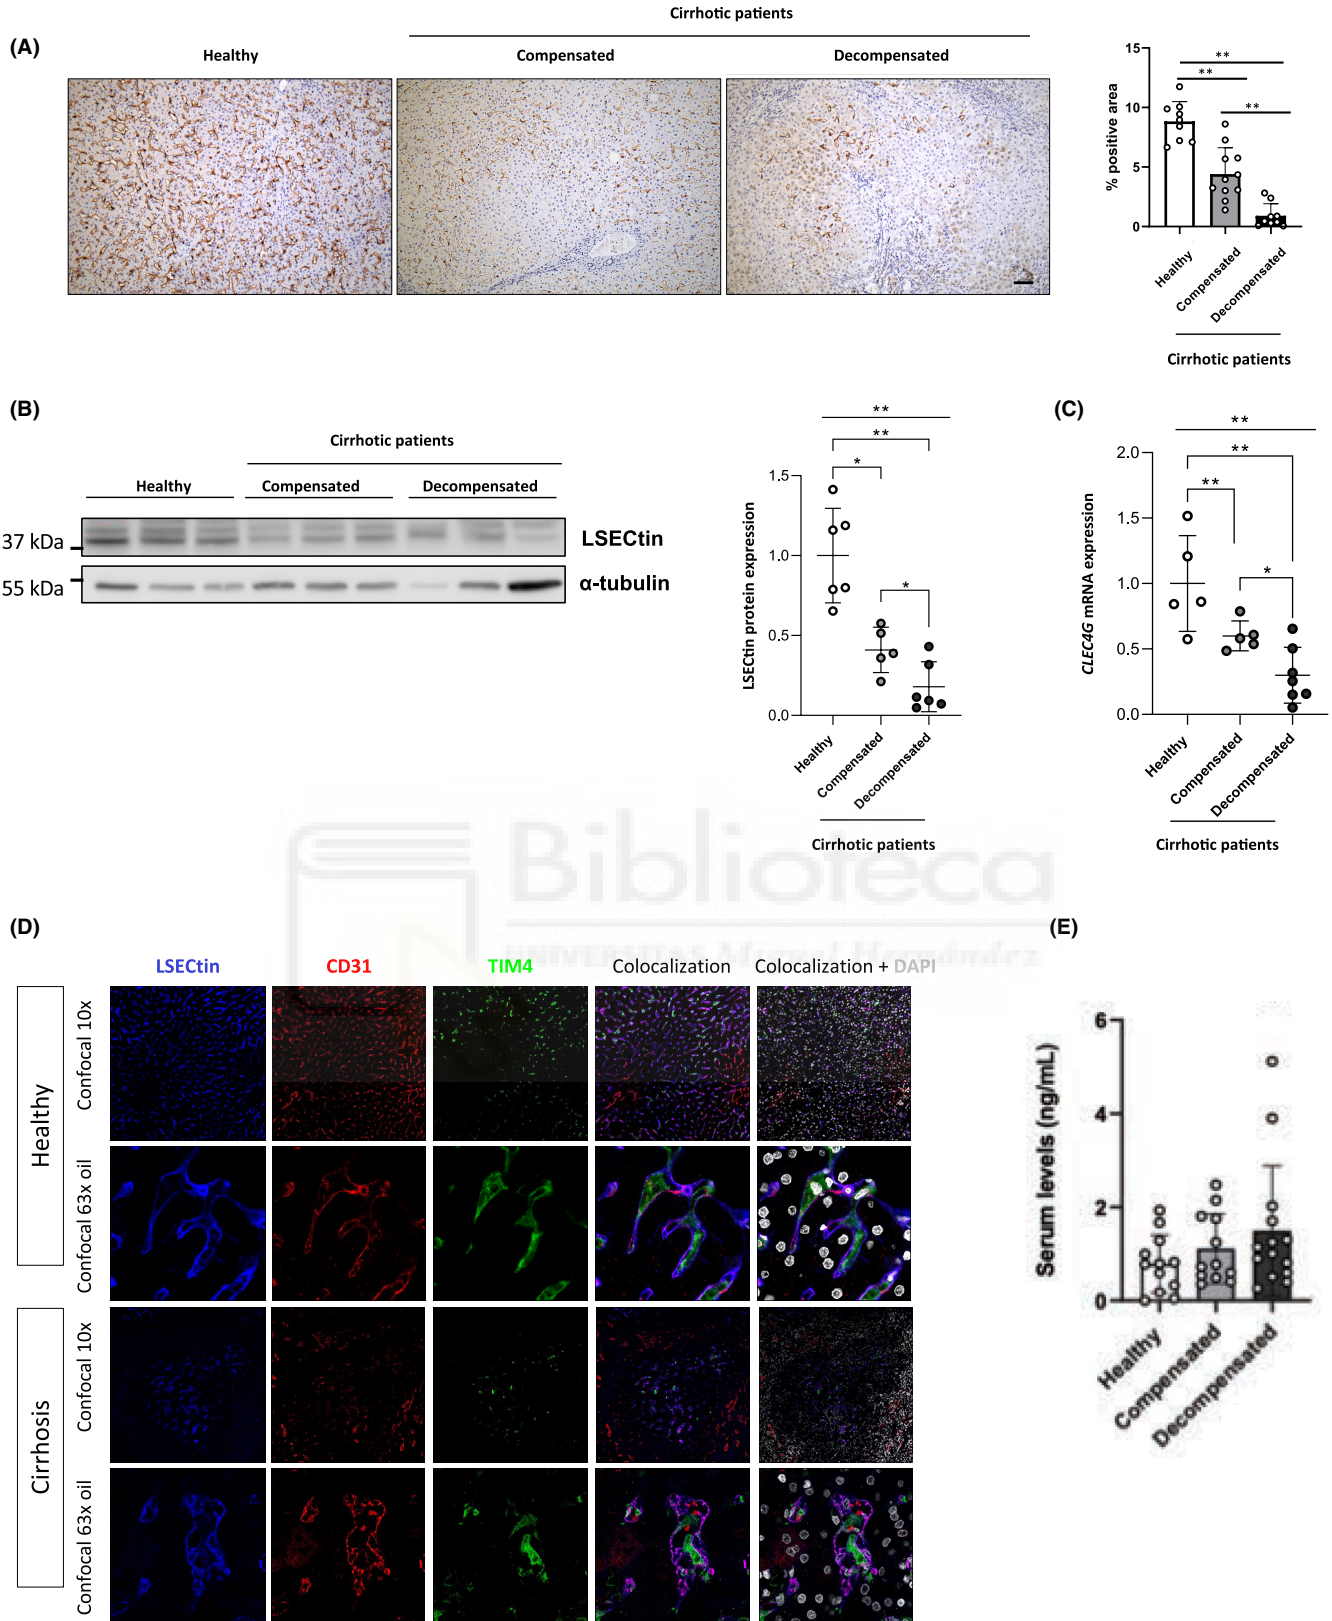 Cirrhotic patients
(A)
Healthy
Compensated
Decompensated
15
10
5
0
% positive area
**
**
**
Healthy
Compensated
Decompensated
Cirrhotic patients
(B)
Cirrhotic patients
Healthy
Compensated
Decompensated
37 kDa
LSECtin
55 kDa
α-tubulin
**
**
*
*
1.5
1.0
0.5
0.0
LSECtin protein expression
Healthy
Compensated
Decompensated
Cirrhotic patients
(C)
**
**
**
*
2.0
1.5
1.0
0.5
0.0
CLEC4G mRNA expression
Healthy
Compensated
Decompensated
Cirrhotic patients
Biblioteca
UNIVERSITAS Miguel Hernández
(D)
LSECtin
CD31
TIM4
Colocalization
Colocalization + DAPI
Healthy
Confocal 10x
Confocal 63x oil
Cirrhosis
Confocal 10x
Confocal 63x oil
(E)
6
4
2
0
Serum levels (ng/mL)
Healthy
Compensated
Decompensated